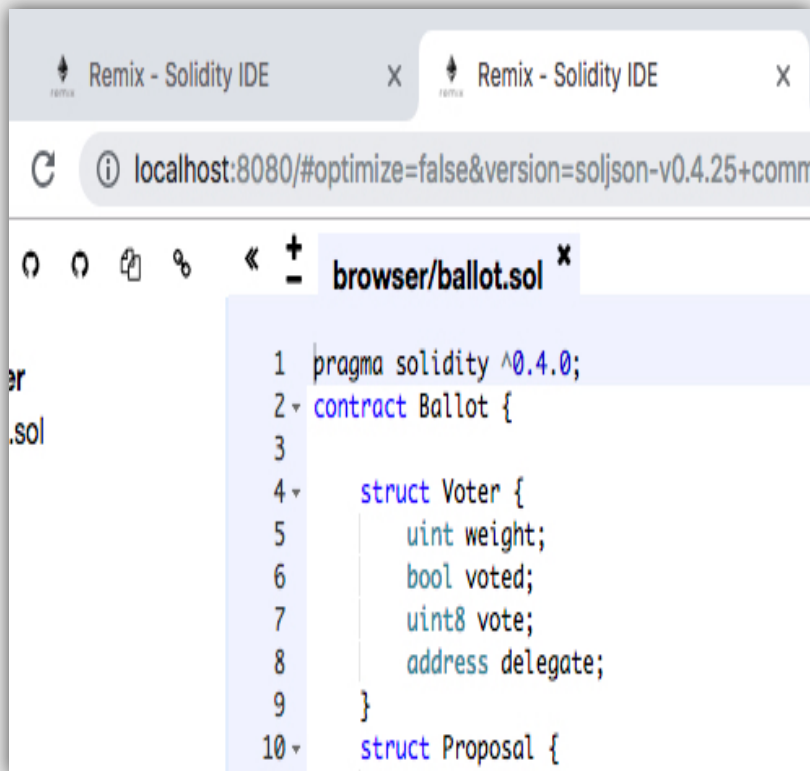 Remix - Solidity IDE
remix
Remix - Solidity IDE
remix
localhost:8080/#optimize=false&version=soljson-v0.4.25+comm
browser/ballot.sol
er
.sol
1 pragma solidity ^0.4.0;
2 contract Ballot {
3
4 struct Voter {
5 uint weight;
6 bool voted;
7 uint8 vote;
8 address delegate;
9 }
10 struct Proposal {